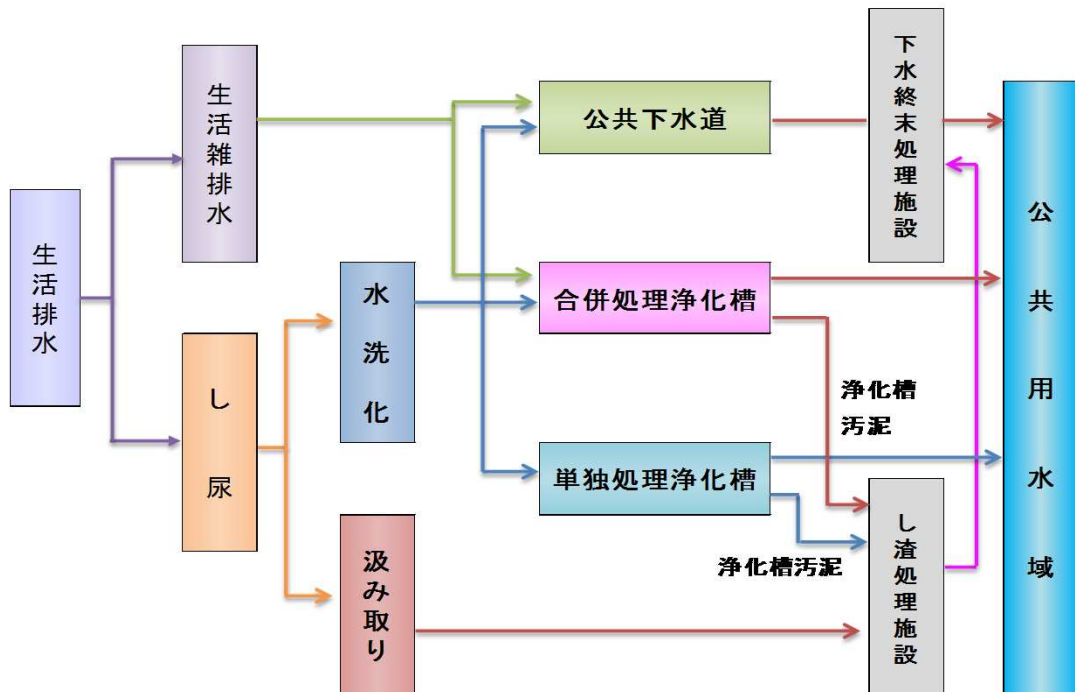 生活排水
生活雑排水
し尿
水洗化
汲み取り
公共下水道
合併処理浄化槽
単独処理浄化槽
浄化槽
汚泥
浄化槽汚泥
下水終末処理施設
し渣処理施設
公共用水域